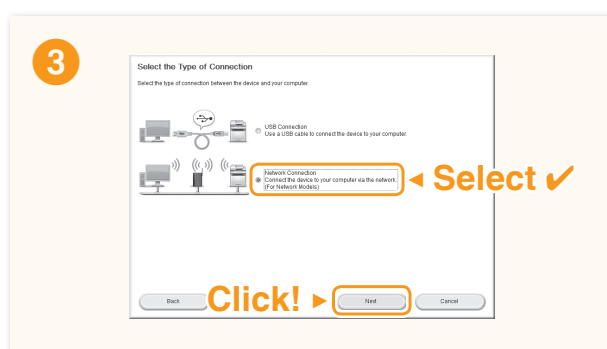 3
Select the Type of Connection
Select the type of connection between the device and your computer.
USB Connection
Use a USB cable to connect the device to your computer.
Network Connection
Connect the device to your computer via the network.
(For Network Models)
Select ✔
Back
Click!
Next
Cancel